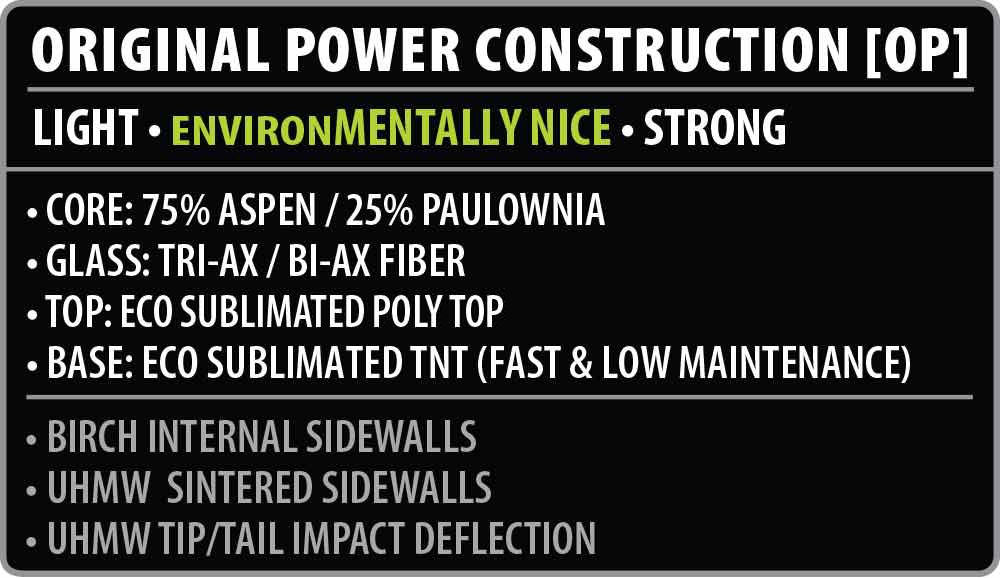 ORIGINAL POWER CONSTRUCTION [OP]
LIGHT • ENVIRONMENTALLY NICE • STRONG
• CORE: 75% ASPEN / 25% PAULOWNIA
• GLASS: TRI-AX / BI-AX FIBER
• TOP: ECO SUBLIMATED POLY TOP
• BASE: ECO SUBLIMATED TNT (FAST & LOW MAINTENANCE)
• BIRCH INTERNAL SIDEWALLS
• UHMW SINTERED SIDEWALLS
• UHMW TIP/TAIL IMPACT DEFLECTION